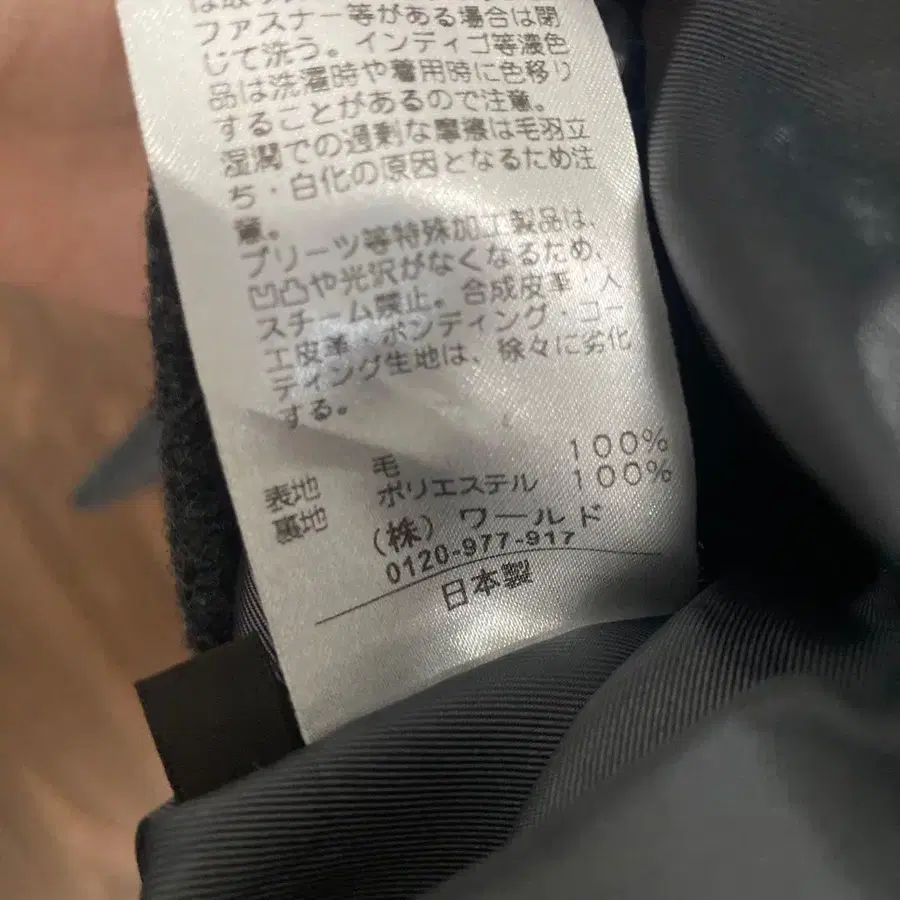 は取り
ファスナー等がある場合は閉
じて洗う。インディゴ等濃色
品は洗濯時や着用時に色移り
することがあるので注意。
湿潤での過剰な摩擦は毛羽立
ち・白化の原因となるため注
意。
プリーツ等特殊加工製品は、
凹凸や光沢がなくなるため、
スチーム禁止。合成皮革・人
工皮革・ボンディング・コー
ティング生地は、徐々に劣化
する。
表地 毛 100%
裏地 ポリエステル 100%
(株) ワールド
0120-977-917
日本製